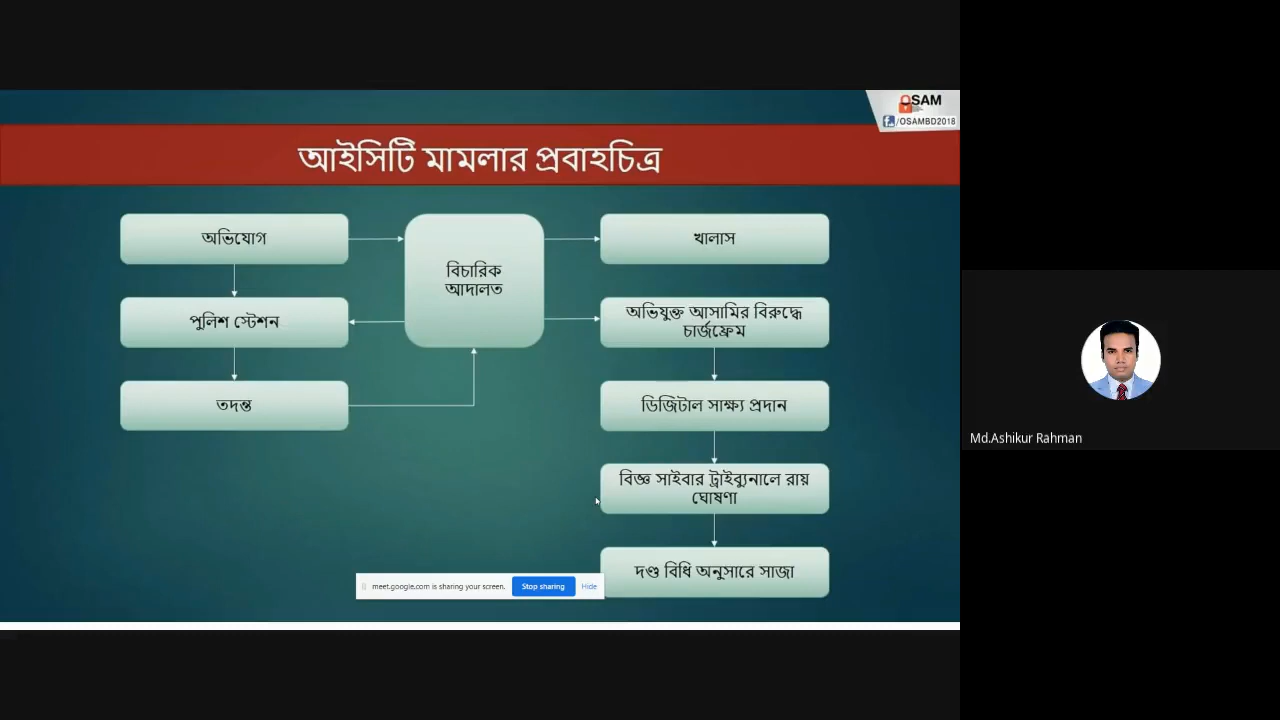 OSAM
/OSAMBD2018
আইসিটি মামলার প্রবাহচিত্র
অভিযোগ
পুলিশ স্টেশন
তদন্ত
বিচারিক
আদালত
খালাস
অভিযুক্ত আসামির বিরুদ্ধে
চার্জফ্রেম
ডিজিটাল সাক্ষ্য প্রদান
বিজ্ঞ সাইবার ট্রাইব্যুনালে রায়
ঘোষণা
দণ্ড বিধি অনুসারে সাজা
meet.google.com is sharing your screen. Stop sharing Hide
Md.Ashikur Rahman